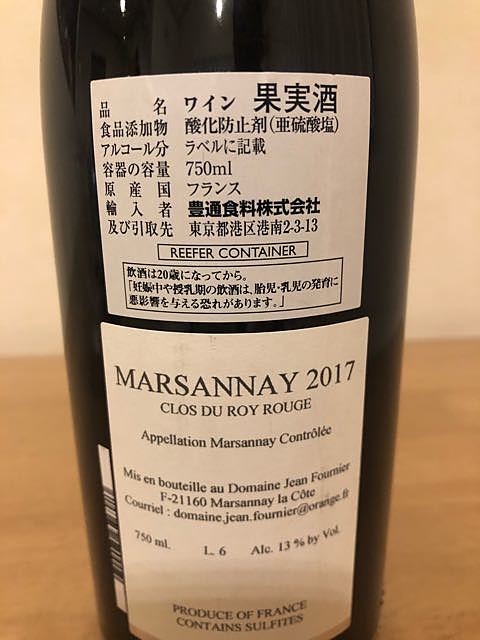 品名 ワイン 果実酒
食品添加物 酸化防止剤(亜硫酸塩)
アルコール分 ラベルに記載
容器の容量 750ml
原産国 フランス
輸入者 豊通食料株式会社
及び引取先 東京都港区港南2-3-13
REEFER CONTAINER
飲酒は20歳になってから。
「妊娠中や授乳期の飲酒は、胎児・乳児の発育に
悪影響を与える恐れがあります。」
MARSANNAY 2017
CLOS DU ROY ROUGE
Appellation Marsannay Contrôlée
Mis en bouteille au Domaine Jean Fournier
F-21160 Marsannay la Côte
Courriel : domaine.jean.fournier@orange.fr
750 ml. L. 6 Alc. 13 % by Vol.
PRODUCE OF FRANCE
CONTAINS SULFITES